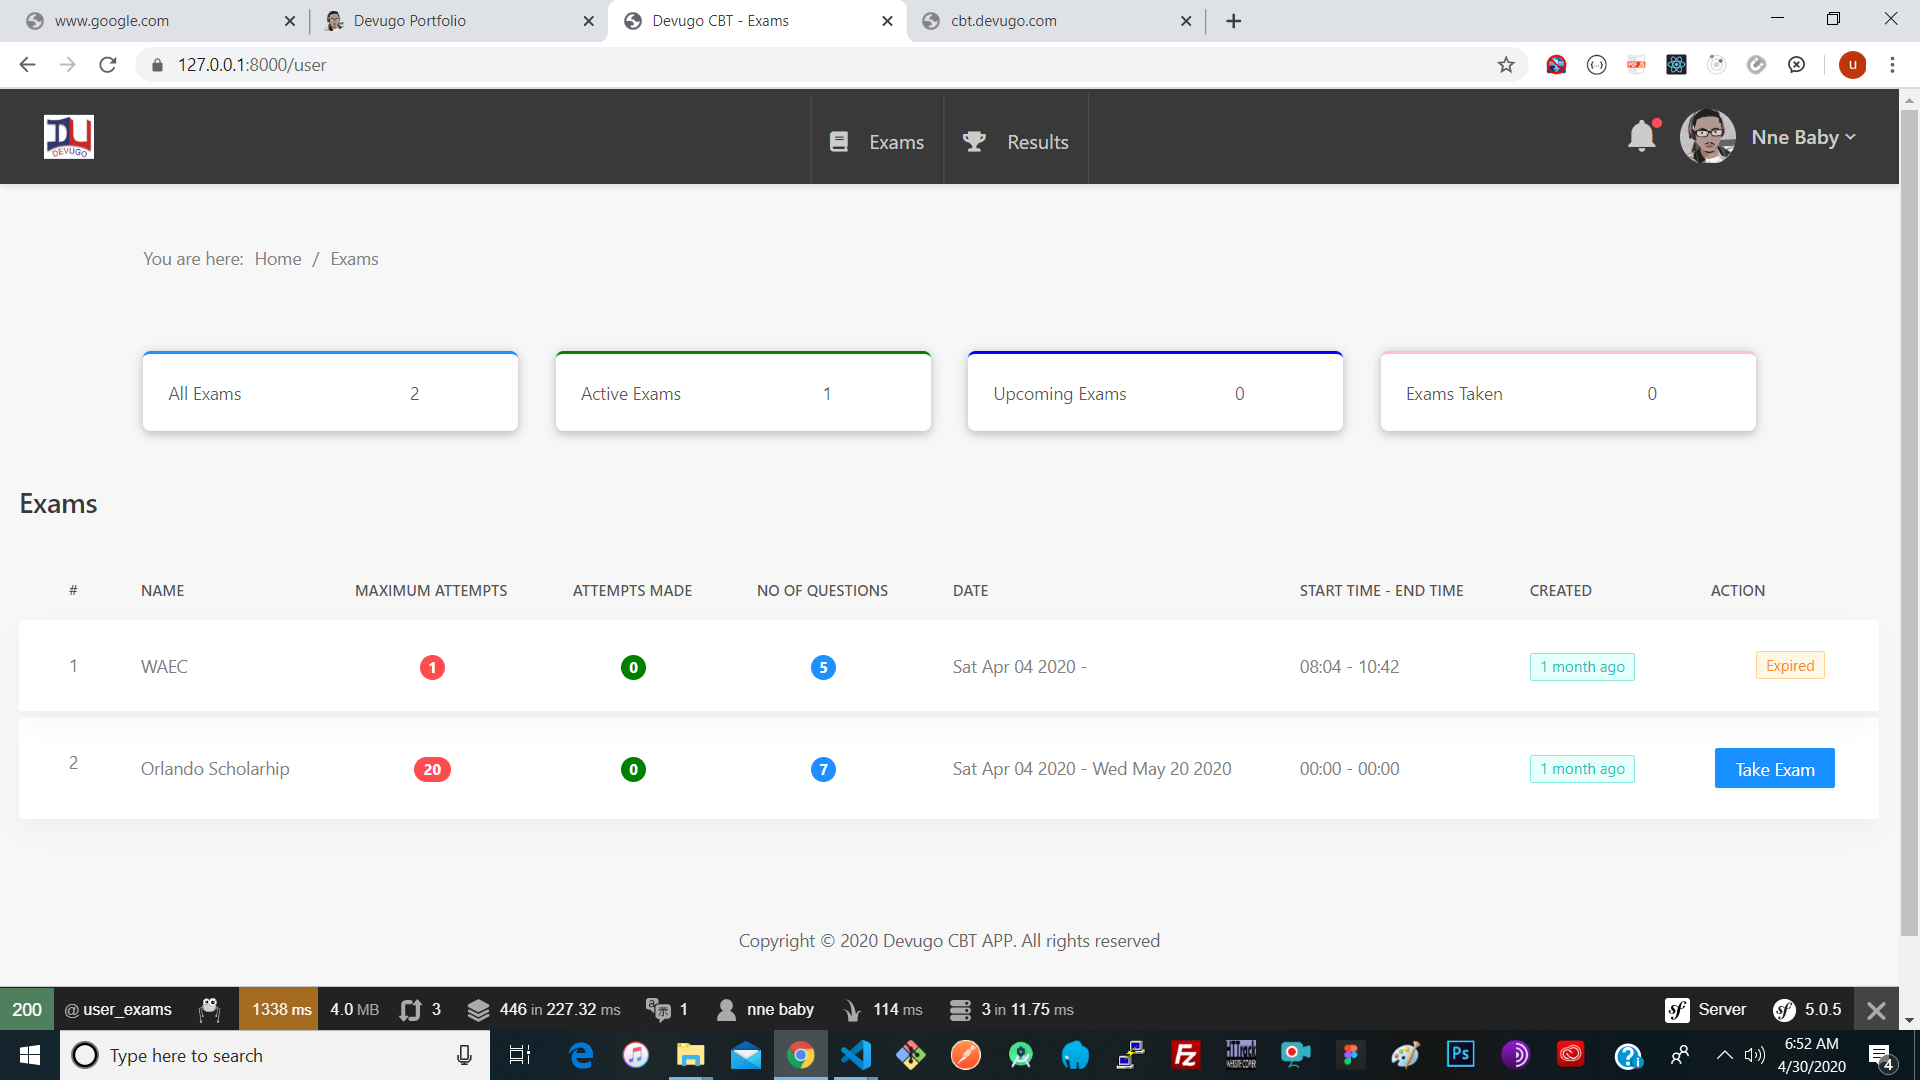 www.google.com
Devugo Portfolio
Devugo CBT - Exams
cbt.devugo.com
127.0.0.1:8000/user
u
DU
DEVUGO
Exams
Results
Nne Baby
You are here: Home / Exams
All Exams 2
Active Exams 1
Upcoming Exams 0
Exams Taken 0
Exams
# NAME MAXIMUM ATTEMPTS ATTEMPTS MADE NO OF QUESTIONS DATE START TIME - END TIME CREATED ACTION
1 WAEC 1 0 5 Sat Apr 04 2020 - 08:04 - 10:42 1 month ago Expired
2 Orlando Scholarhip 20 0 7 Sat Apr 04 2020 - Wed May 20 2020 00:00 - 00:00 1 month ago Take Exam
Copyright © 2020 Devugo CBT APP. All rights reserved
200 @ user_exams 1338 ms 4.0 MB 3 446 in 227.32 ms 1 nne baby 114 ms 3 in 11.75 ms Server 5.0.5
Type here to search
Ps
6:52 AM
4/30/2020
4